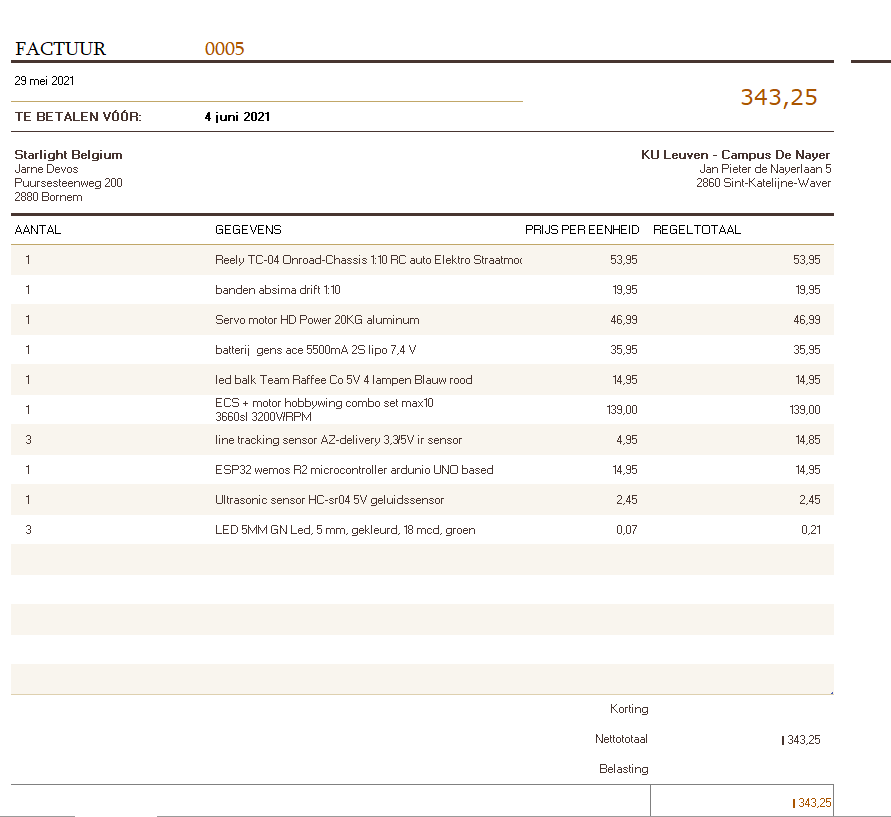 FACTUUR 0005
29 mei 2021
343,25
TE BETALEN VÓÓR: 4 juni 2021
Starlight Belgium KU Leuven - Campus De Nayer
Jarne Devos Jan Pieter de Nayerlaan 5
Puursesteenweg 200 2860 Sint-Katelijne-Waver
2880 Bornem
AANTAL GEGEVENS PRIJS PER EENHEID REGELTOTAAL
1 Reely TC-04 Onroad-Chassis 1:10 RC auto Elektro Straatmoc 53,95 53,95
1 banden absima drift 1:10 19,95 19,95
1 Servo motor HD Power 20KG aluminum 46,99 46,99
1 batterij gens ace 5500mA 2S lipo 7,4 V 35,95 35,95
1 led balk Team Raffee Co 5V 4 lampen Blauw rood 14,95 14,95
1 ECS + motor hobbywing combo set max10 139,00 139,00
3660sl 3200V/RPM
3 line tracking sensor AZ-delivery 3,3/5V ir sensor 4,95 14,85
1 ESP32 wemos R2 microcontroller ardunio UNO based 14,95 14,95
1 Ultrasonic sensor HC-sr04 5V geluidssensor 2,45 2,45
3 LED 5MM GN Led, 5 mm, gekleurd, 18 mcd, groen 0,07 0,21
Korting
Nettototaal 343,25
Belasting
343,25